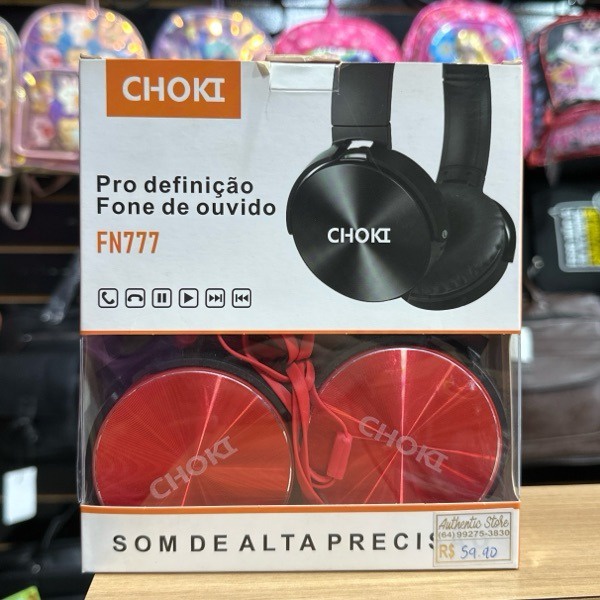 CHOKI
Pro definição
Fone de ouvido
FN777
CHOKI
CHOKI
CHOKI
SOM DE ALTA PRECIS
Authentic Store
(64) 99275-3830
R$ 59.90